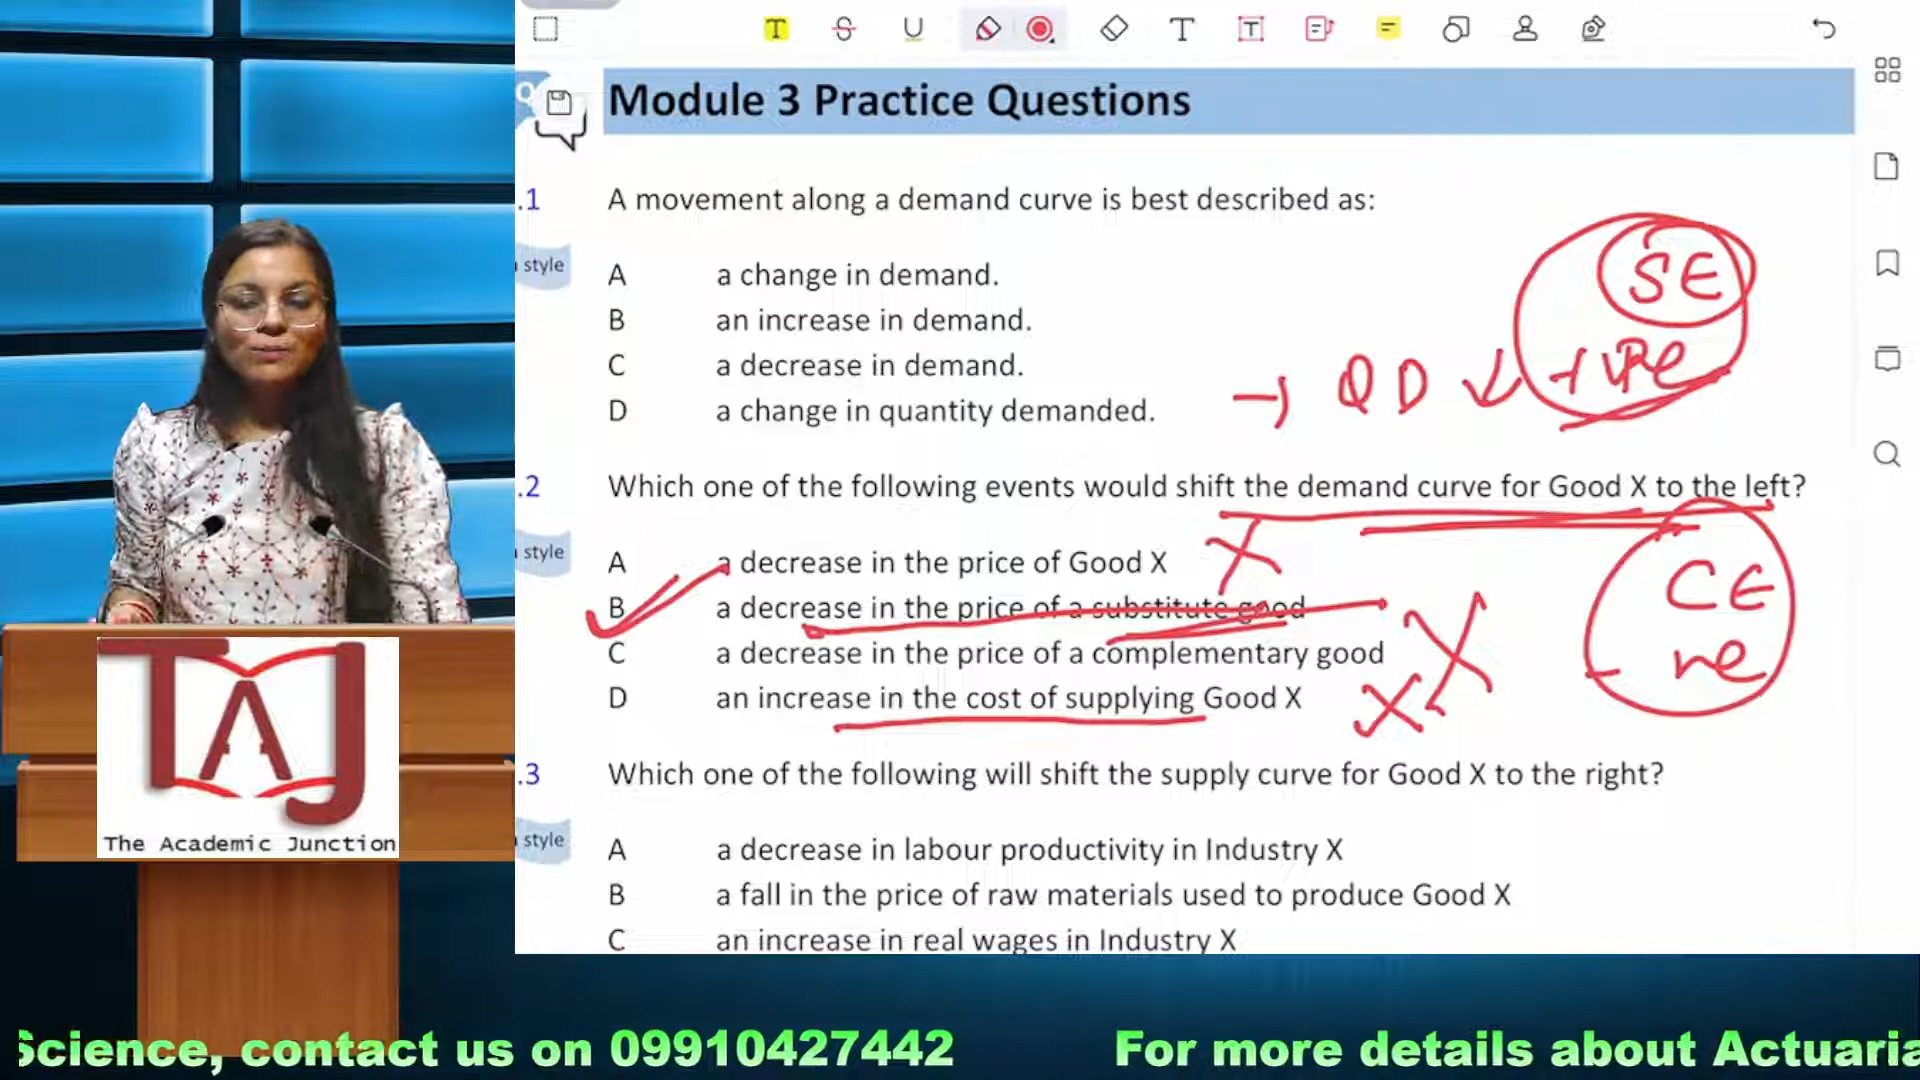 Module 3 Practice Questions
.1 A movement along a demand curve is best described as:
style
A a change in demand.
B an increase in demand.
C a decrease in demand.
D a change in quantity demanded.
SE
→ QD ↓ +ve
.2 Which one of the following events would shift the demand curve for Good X to the left?
style
A a decrease in the price of Good X
B a decrease in the price of a substitute good
C a decrease in the price of a complementary good
D an increase in the cost of supplying Good X
CE
- ve
.3 Which one of the following will shift the supply curve for Good X to the right?
style
A a decrease in labour productivity in Industry X
B a fall in the price of raw materials used to produce Good X
C an increase in real wages in Industry X
TAJ
The Academic Junction
Science, contact us on 09910427442 For more details about Actuaria